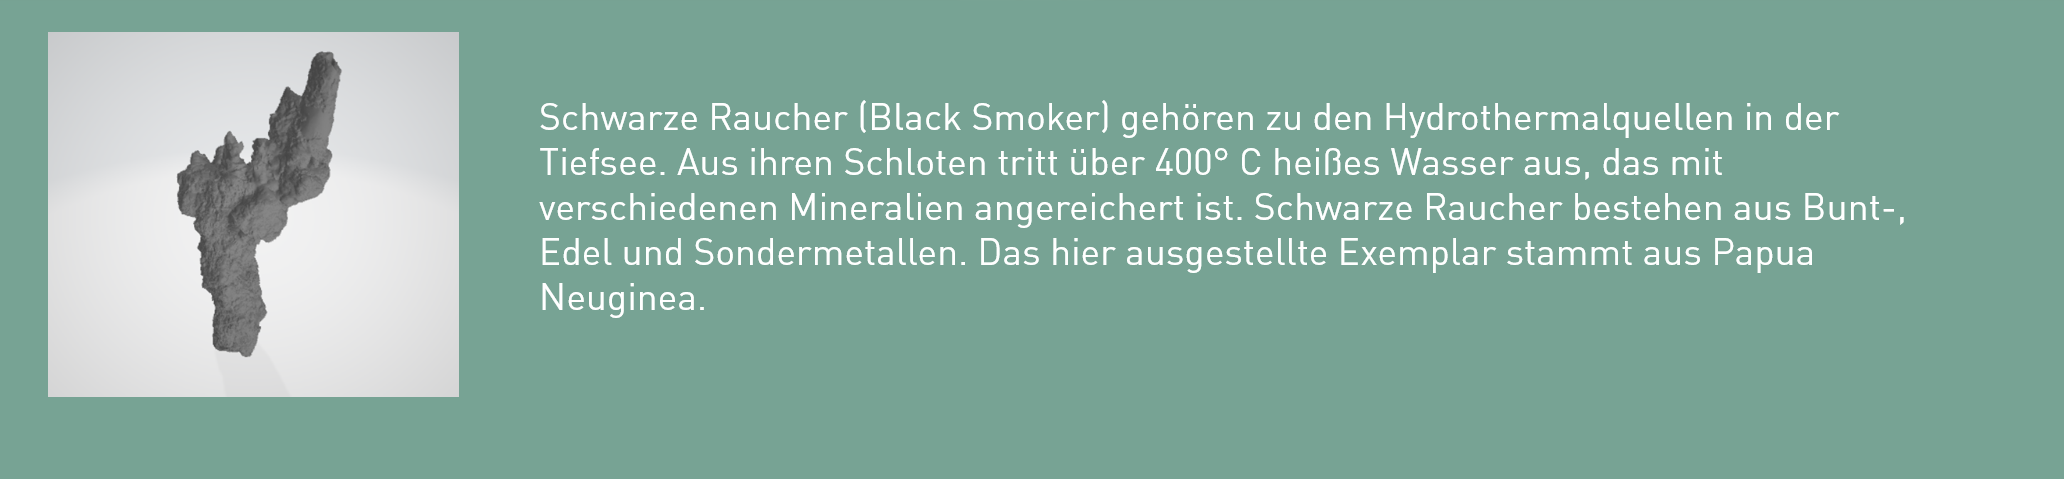 Schwarze Raucher (Black Smoker) gehören zu den Hydrothermalquellen in der
Tiefsee. Aus ihren Schloten tritt über 400° C heißes Wasser aus, das mit
verschiedenen Mineralien angereichert ist. Schwarze Raucher bestehen aus Bunt-,
Edel und Sondermetallen. Das hier ausgestellte Exemplar stammt aus Papua
Neuginea.